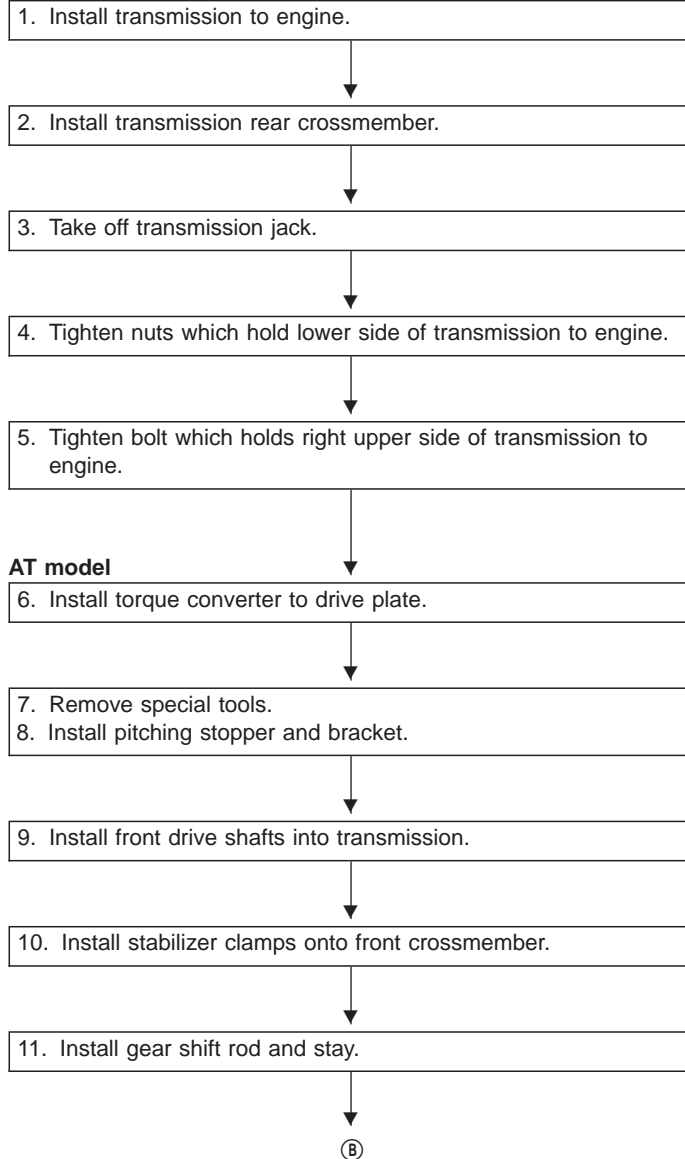 1. Install transmission to engine.
2. Install transmission rear crossmember.
3. Take off transmission jack.
4. Tighten nuts which hold lower side of transmission to engine.
5. Tighten bolt which holds right upper side of transmission to
engine.
AT model
6. Install torque converter to drive plate.
7. Remove special tools.
8. Install pitching stopper and bracket.
9. Install front drive shafts into transmission.
10. Install stabilizer clamps onto front crossmember.
11. Install gear shift rod and stay.
Ⓑ